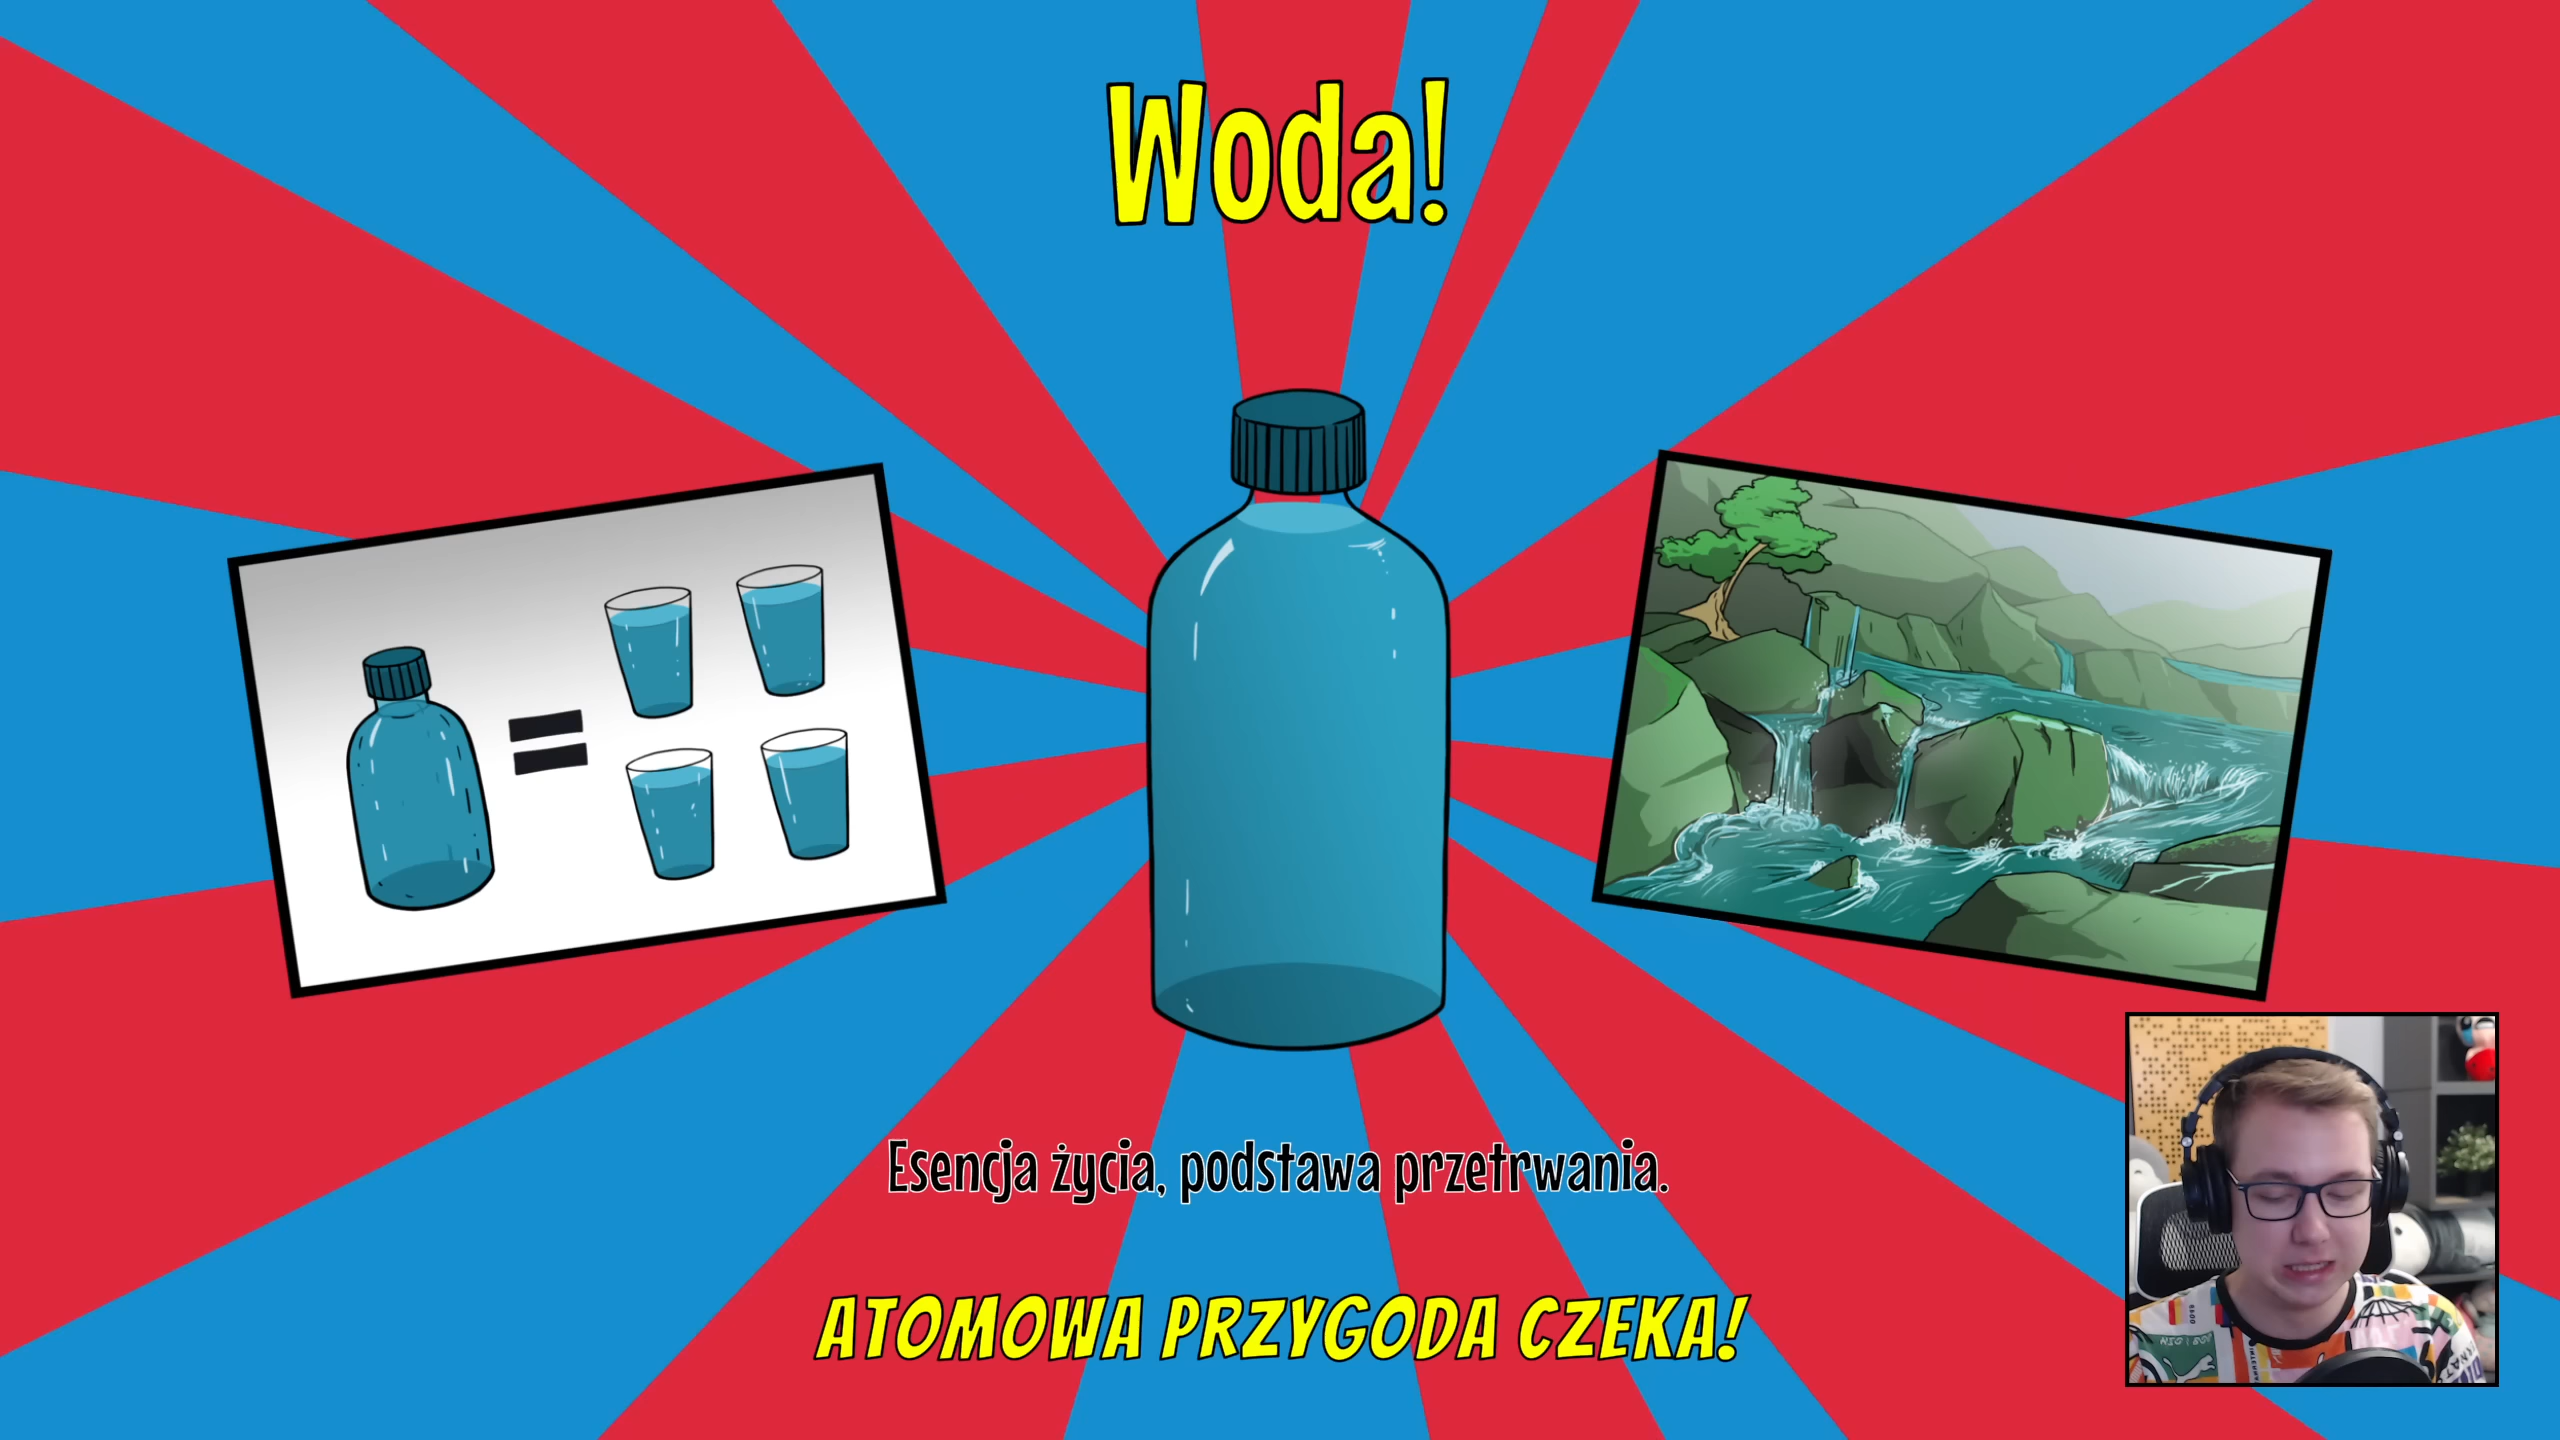 Woda!
Esencja życia, podstawa przetrwania.
ATOMOWA PRZYGODA CZEKA!